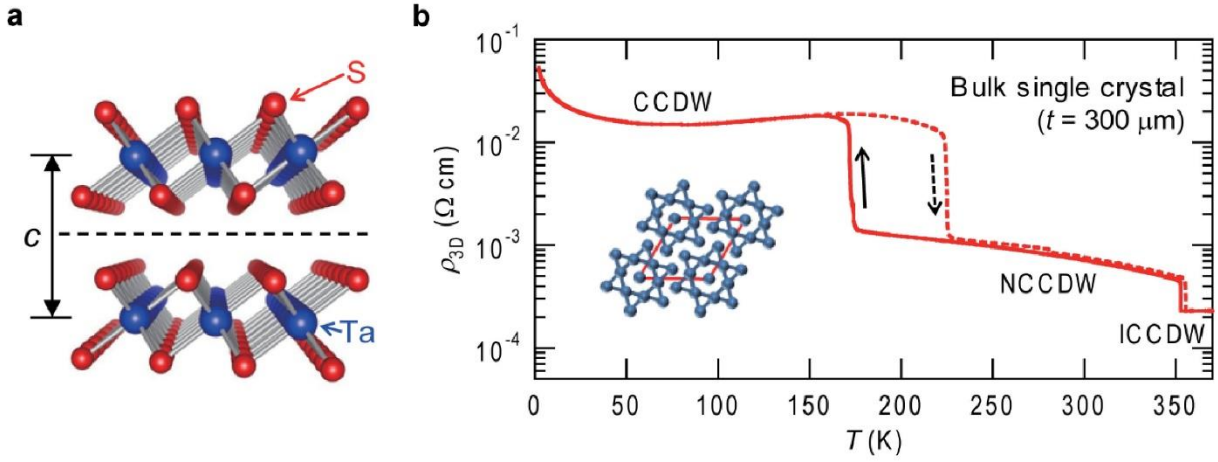 a
S
c
Ta
b
10⁻¹
10⁻²
10⁻³
10⁻⁴
ρ3D (Ω cm)
CCDW
Bulk single crystal
(t = 300 μm)
NCCDW
ICCDW
0 50 100 150 200 250 300 350
T (K)